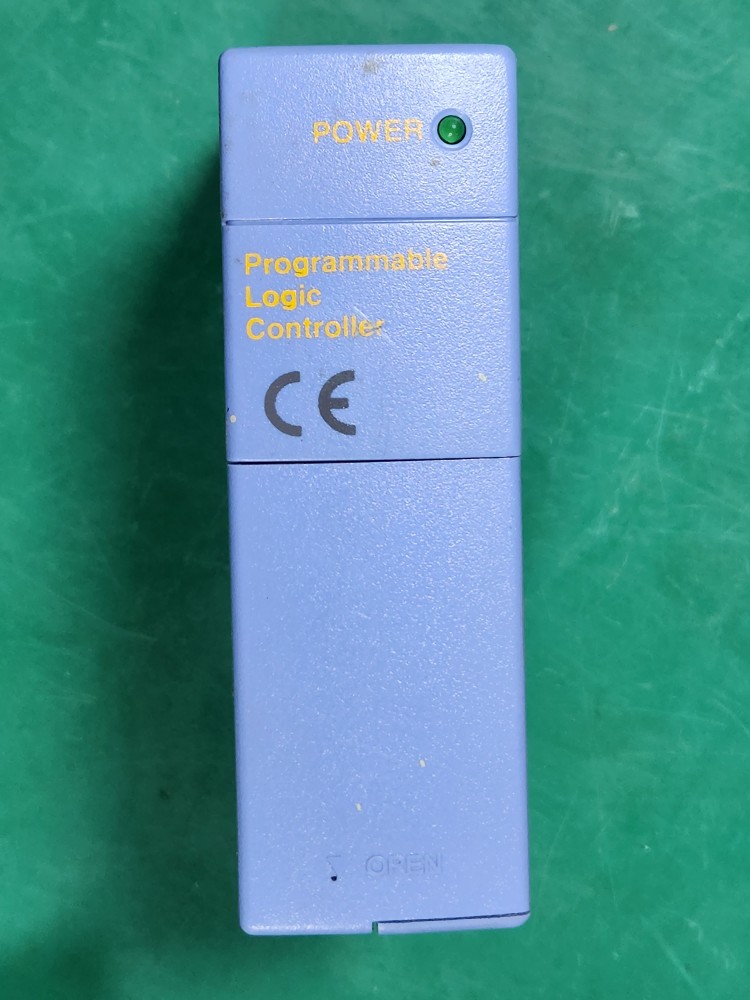 POWER
Programmable
Logic
Controller
CE
OPEN